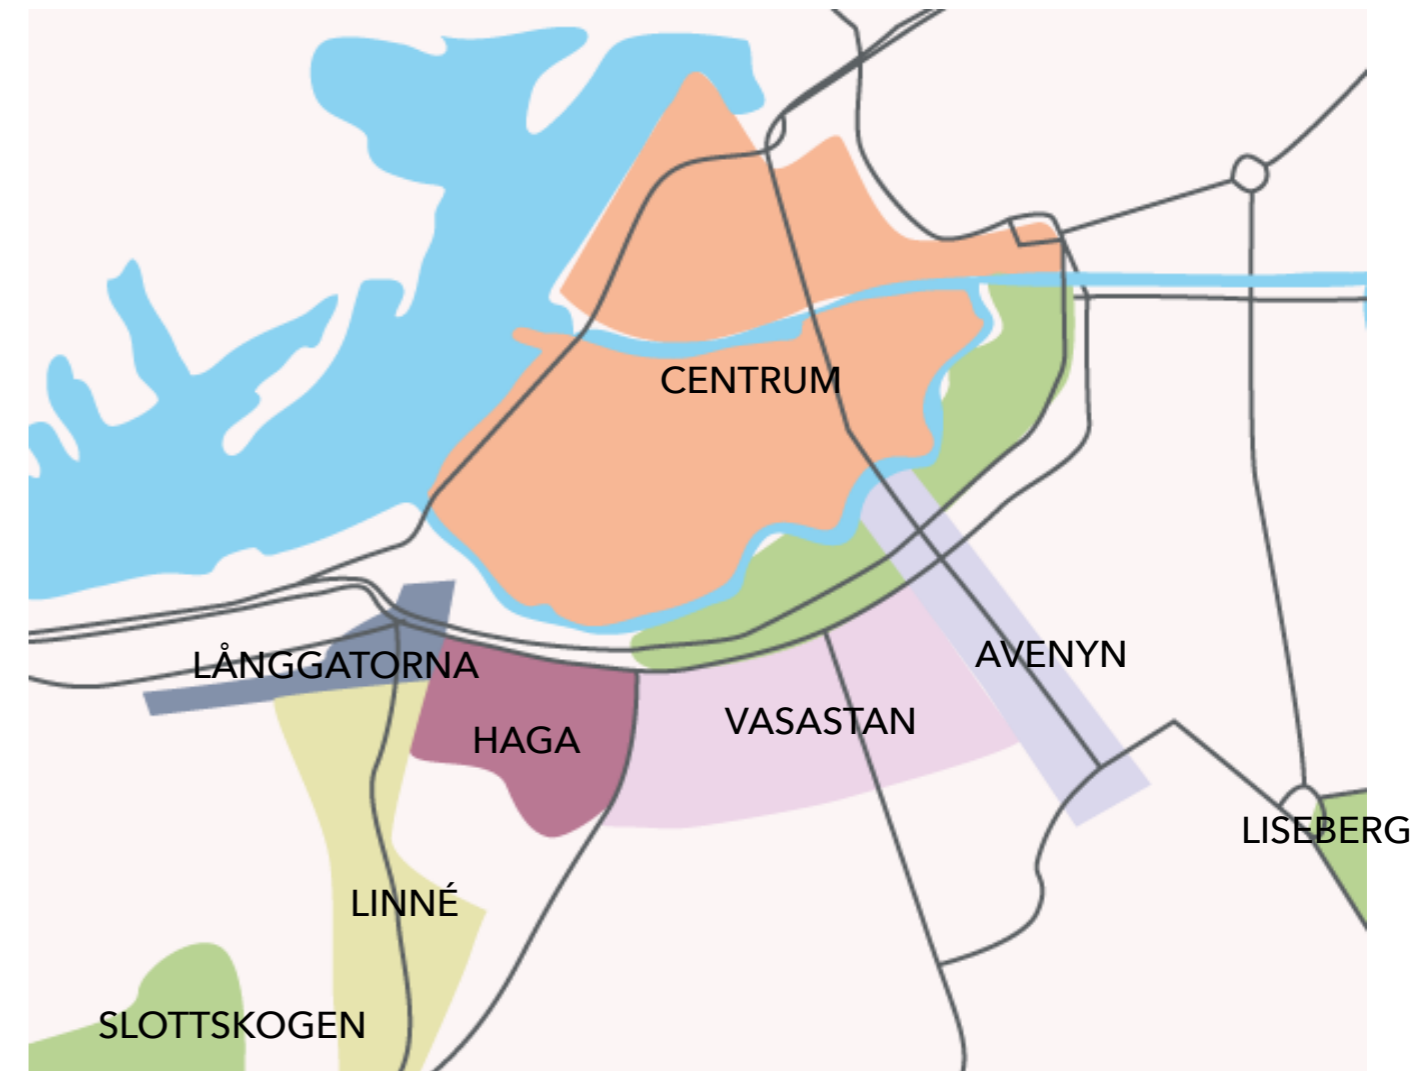 CENTRUM
AVENYN
LÅNGGATORNA
VASASTAN
HAGA
LISEBERG
LINNÉ
SLOTTSKOGEN